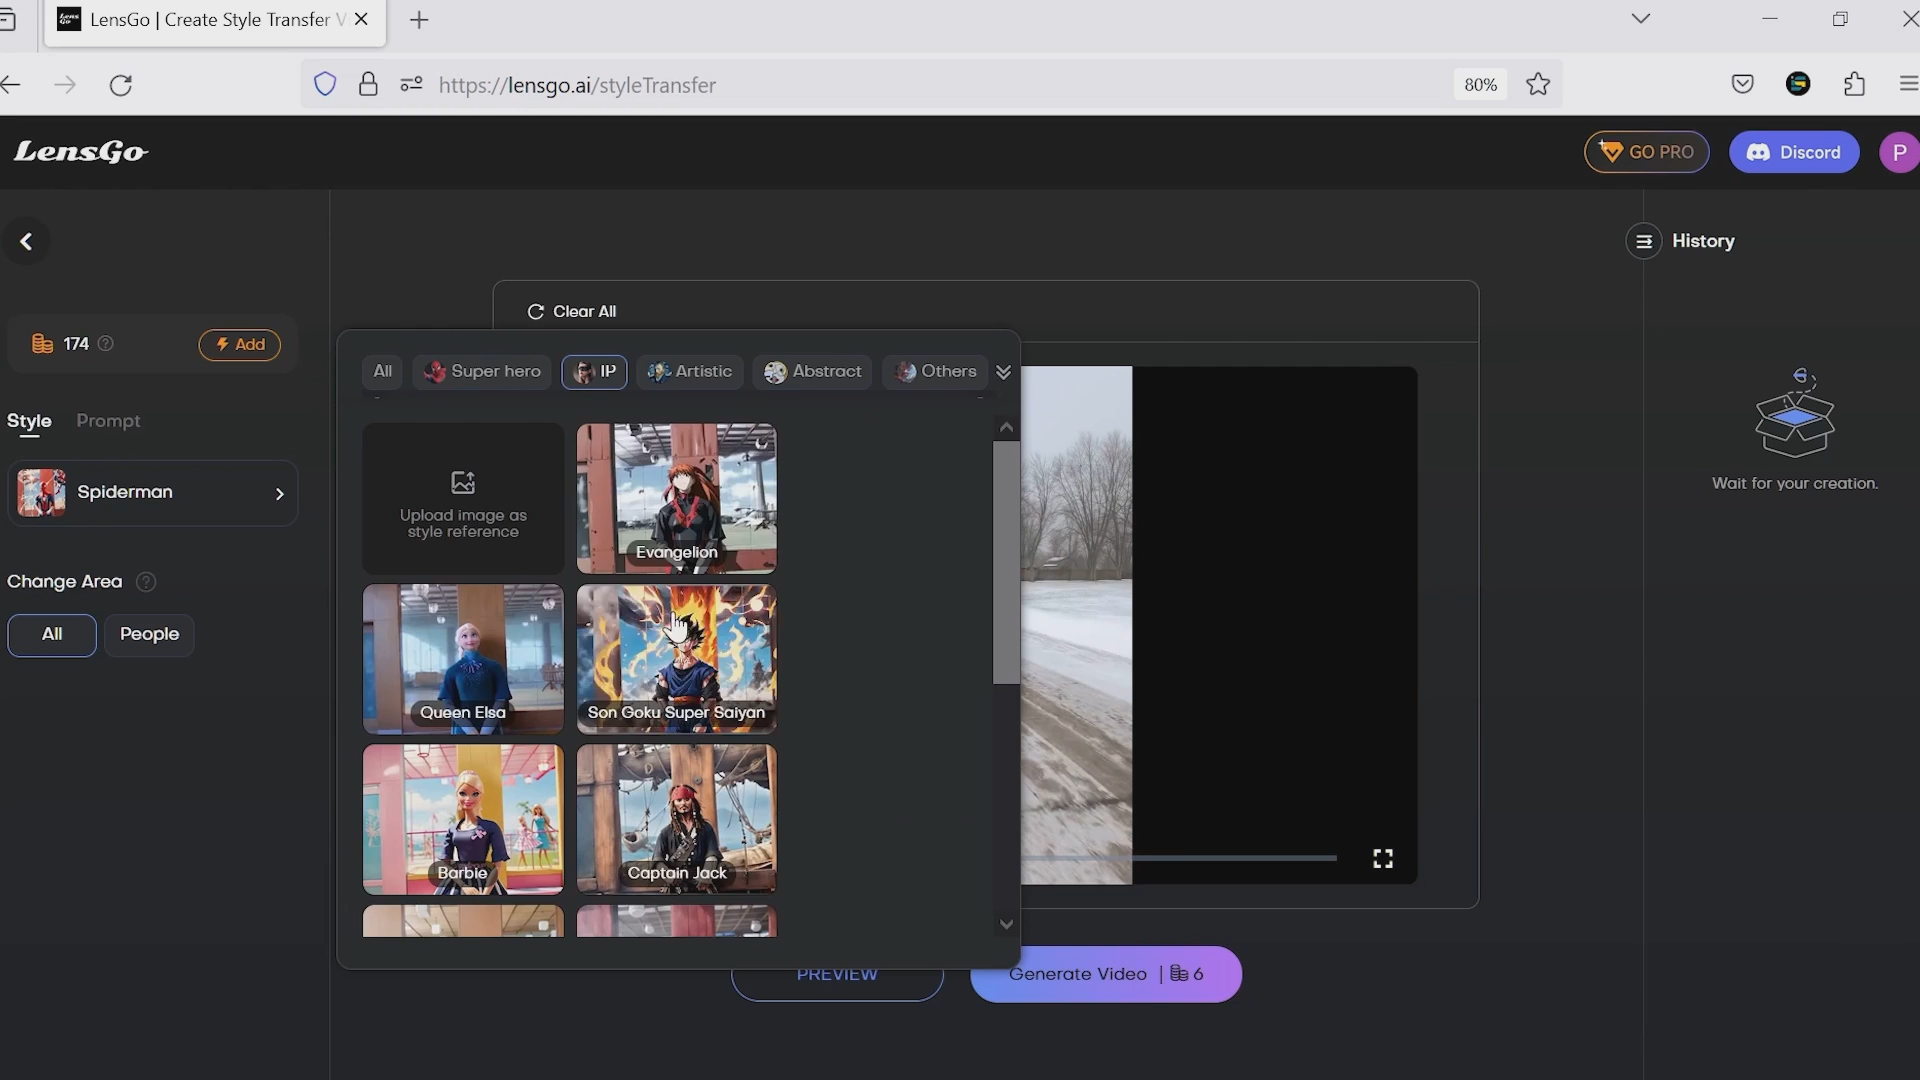 LensGo | Create Style Transfer V
https://lensgo.ai/styleTransfer
80%
LensGo
GO PRO
Discord
P
History
Clear All
174
Add
All
Super hero
IP
Artistic
Abstract
Others
Style
Prompt
Spiderman
Upload image as
style reference
Evangelion
Wait for your creation.
Change Area
All
People
Queen Elsa
Son Goku Super Saiyan
Barbie
Captain Jack
PREVIEW
Generate Video | 6